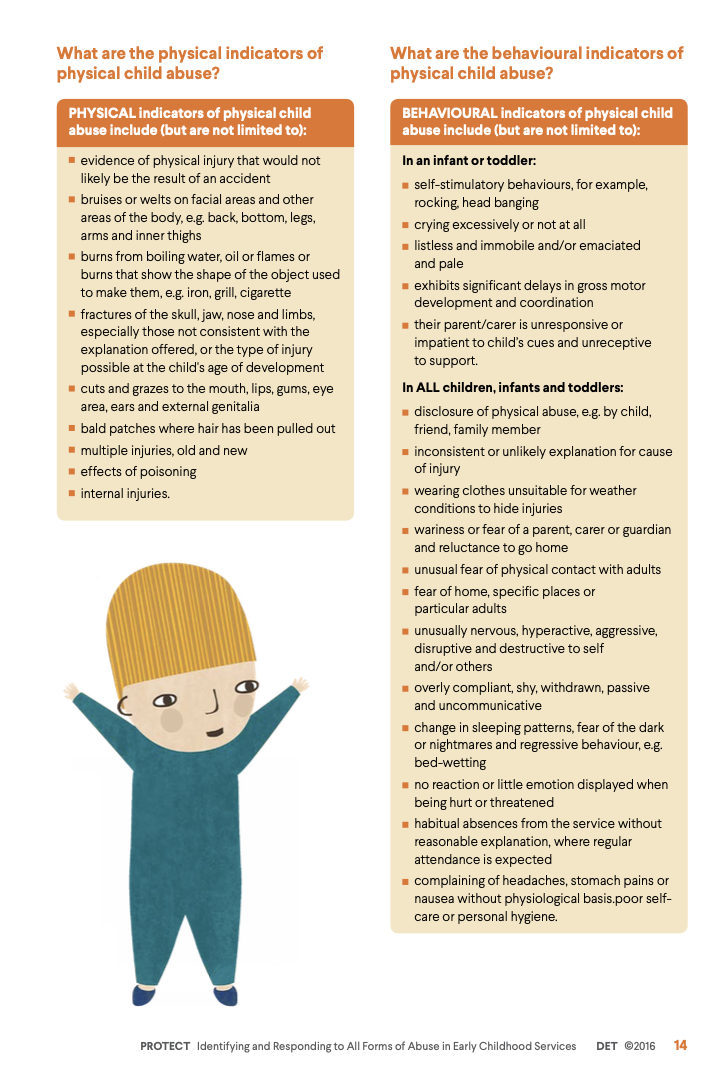 What are the physical indicators of
physical child abuse?
PHYSICAL indicators of physical child
abuse include (but are not limited to):
■ evidence of physical injury that would not
likely be the result of an accident
■ bruises or welts on facial areas and other
areas of the body, e.g. back, bottom, legs,
arms and inner thighs
■ burns from boiling water, oil or flames or
burns that show the shape of the object used
to make them, e.g. iron, grill, cigarette
■ fractures of the skull, jaw, nose and limbs,
especially those not consistent with the
explanation offered, or the type of injury
possible at the child's age of development
■ cuts and grazes to the mouth, lips, gums, eye
area, ears and external genitalia
■ bald patches where hair has been pulled out
■ multiple injuries, old and new
■ effects of poisoning
■ internal injuries.
What are the behavioural indicators of
physical child abuse?
BEHAVIOURAL indicators of physical child
abuse include (but are not limited to):
In an infant or toddler:
■ self-stimulatory behaviours, for example,
rocking, head banging
■ crying excessively or not at all
■ listless and immobile and/or emaciated
and pale
■ exhibits significant delays in gross motor
development and coordination
■ their parent/carer is unresponsive or
impatient to child's cues and unreceptive
to support.
In ALL children, infants and toddlers:
■ disclosure of physical abuse, e.g. by child,
friend, family member
■ inconsistent or unlikely explanation for cause
of injury
■ wearing clothes unsuitable for weather
conditions to hide injuries
■ wariness or fear of a parent, carer or guardian
and reluctance to go home
■ unusual fear of physical contact with adults
■ fear of home, specific places or
particular adults
■ unusually nervous, hyperactive, aggressive,
disruptive and destructive to self
and/or others
■ overly compliant, shy, withdrawn, passive
and uncommunicative
■ change in sleeping patterns, fear of the dark
or nightmares and regressive behaviour, e.g.
bed-wetting
■ no reaction or little emotion displayed when
being hurt or threatened
■ habitual absences from the service without
reasonable explanation, where regular
attendance is expected
■ complaining of headaches, stomach pains or
nausea without physiological basis.poor self-
care or personal hygiene.
PROTECT Identifying and Responding to All Forms of Abuse in Early Childhood Services DET ©2016 14